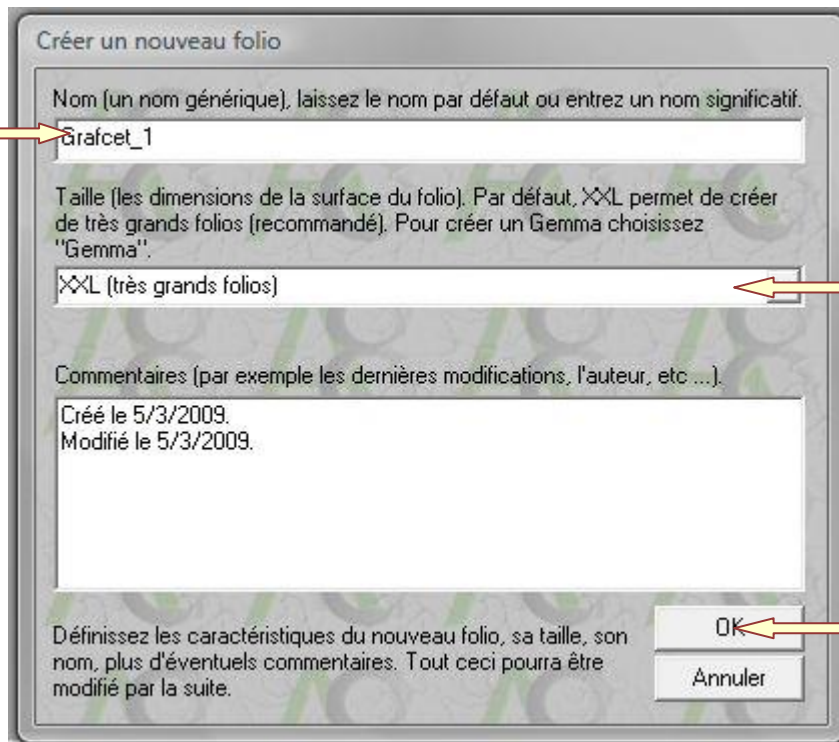 Créer un nouveau folio
Nom (un nom générique), laissez le nom par défaut ou entrez un nom significatif.
Grafcet_1
Taille (les dimensions de la surface du folio). Par défaut, XXL permet de créer
de très grands folios (recommandé). Pour créer un Gemma choisissez
"Gemma".
XXL (très grands folios)
Commentaires (par exemple les dernières modifications, l'auteur, etc ...).
Créé le 5/3/2009.
Modifié le 5/3/2009.
Définissez les caractéristiques du nouveau folio, sa taille, son
nom, plus d'éventuels commentaires. Tout ceci pourra être
modifié par la suite.
OK
Annuler